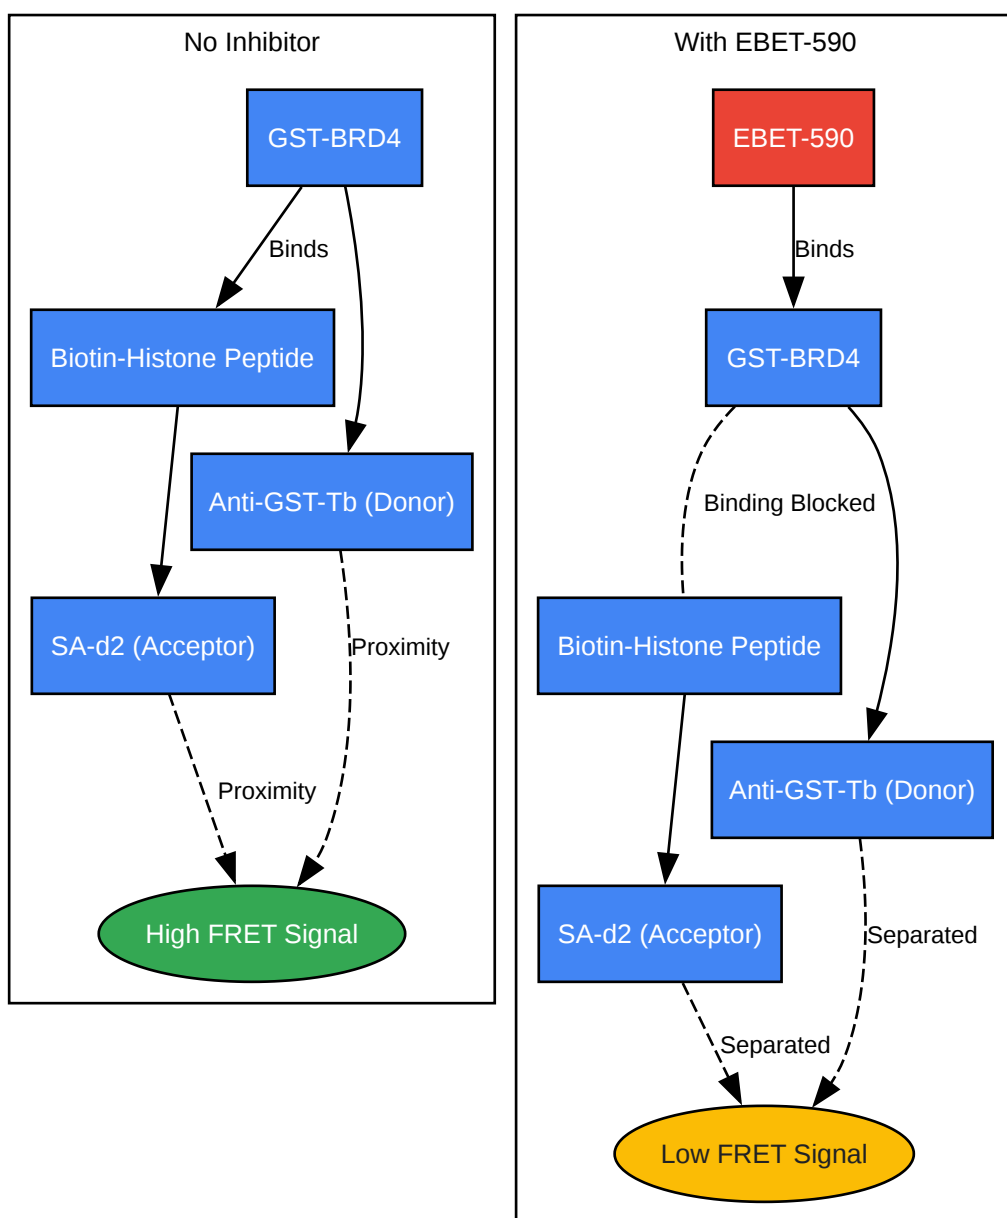 No Inhibitor
GST-BRD4
Binds
Biotin-Histone Peptide
Anti-GST-Tb (Donor)
SA-d2 (Acceptor)
Proximity
Proximity
High FRET Signal
With EBET-590
EBET-590
Binds
GST-BRD4
Binding Blocked
Biotin-Histone Peptide
Anti-GST-Tb (Donor)
SA-d2 (Acceptor)
Separated
Separated
Low FRET Signal